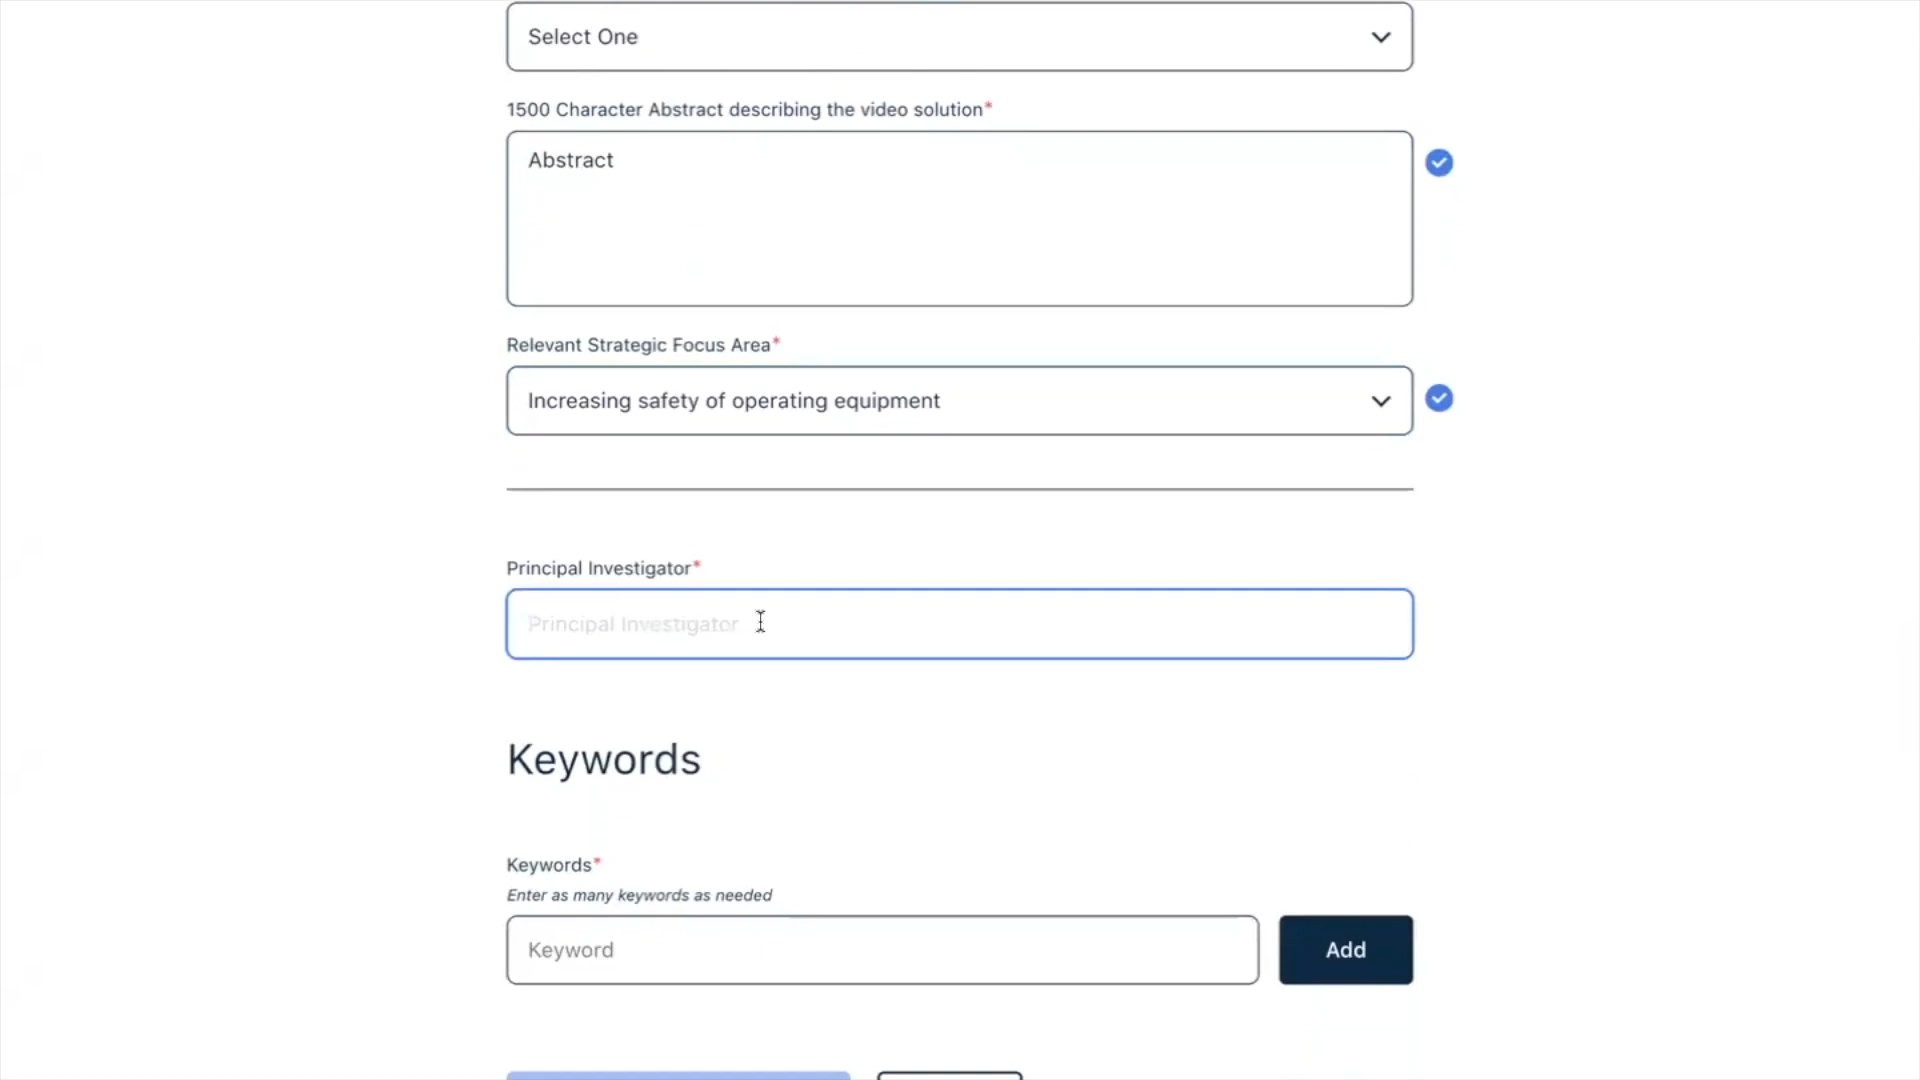 Select One
1500 Character Abstract describing the video solution*
Abstract
Relevant Strategic Focus Area*
Increasing safety of operating equipment
Principal Investigator*
Principal Investigator
Keywords
Keywords*
Enter as many keywords as needed
Keyword
Add